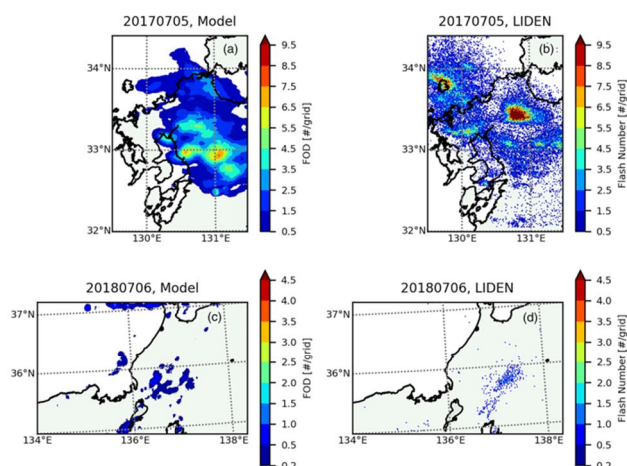 20170705, Model
(a)
34°N
33°N
32°N
130°E
131°E
9.5
8.5
7.5
6.5
5.5
4.5
3.5
2.5
1.5
0.5
FOD [#/grid]
20170705, LIDEN
(b)
34°N
33°N
32°N
130°E
131°E
9.5
8.5
7.5
6.5
5.5
4.5
3.5
2.5
1.5
0.5
Flash Number [#/grid]
20180706, Model
(c)
37°N
36°N
134°E
136°E
138°E
4.5
4.0
3.5
3.0
2.5
2.0
1.5
1.0
0.5
0.2
FOD [#/grid]
20180706, LIDEN
(d)
37°N
36°N
134°E
136°E
138°E
4.5
4.0
3.5
3.0
2.5
2.0
1.5
1.0
0.5
0.2
Flash Number [#/grid]